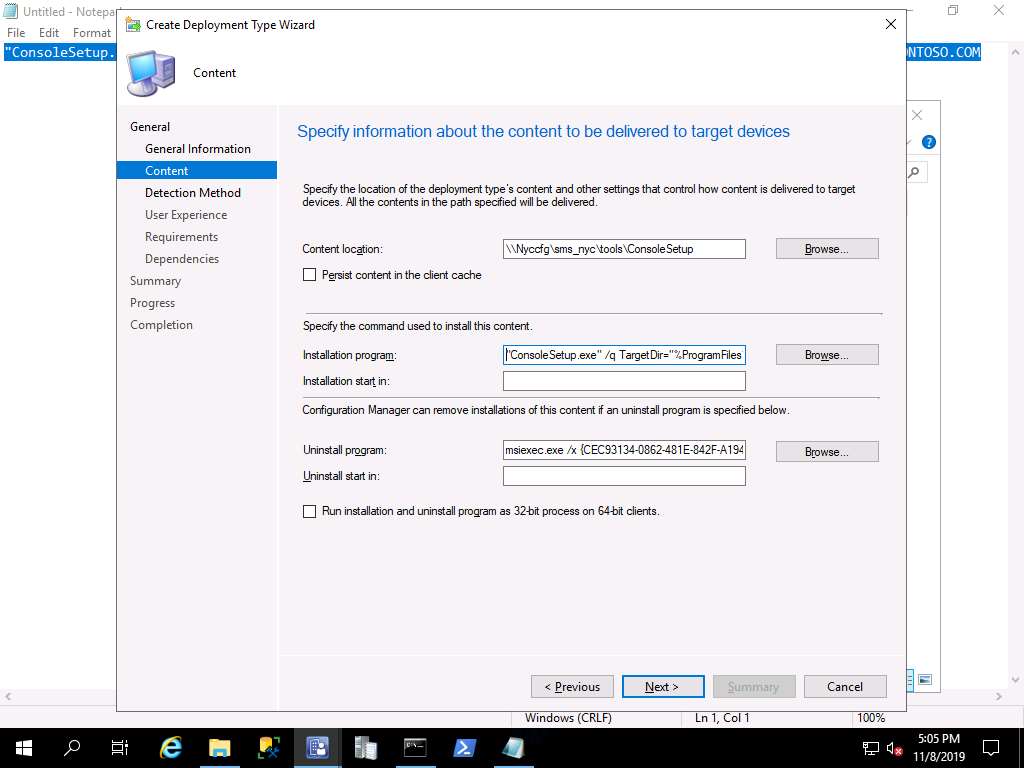 Untitled - Notepa
File Edit Format
"ConsoleSetup.
ONTOSO.COM
Create Deployment Type Wizard
Content
General
General Information
Content
Detection Method
User Experience
Requirements
Dependencies
Summary
Progress
Completion
Specify information about the content to be delivered to target devices
Specify the location of the deployment type's content and other settings that control how content is delivered to target
devices. All the contents in the path specified will be delivered.
Content location: \\Nyccfg\sms_nyc\tools\ConsoleSetup Browse...
Persist content in the client cache
Specify the command used to install this content.
Installation program: "ConsoleSetup.exe" /q TargetDir="%ProgramFiles Browse...
Installation start in:
Configuration Manager can remove installations of this content if an uninstall program is specified below.
Uninstall program: msiexec.exe /x {CEC93134-0862-481E-842F-A194 Browse...
Uninstall start in:
Run installation and uninstall program as 32-bit process on 64-bit clients.
< Previous Next > Summary Cancel
Windows (CRLF) Ln 1, Col 1 100%
5:05 PM
11/8/2019